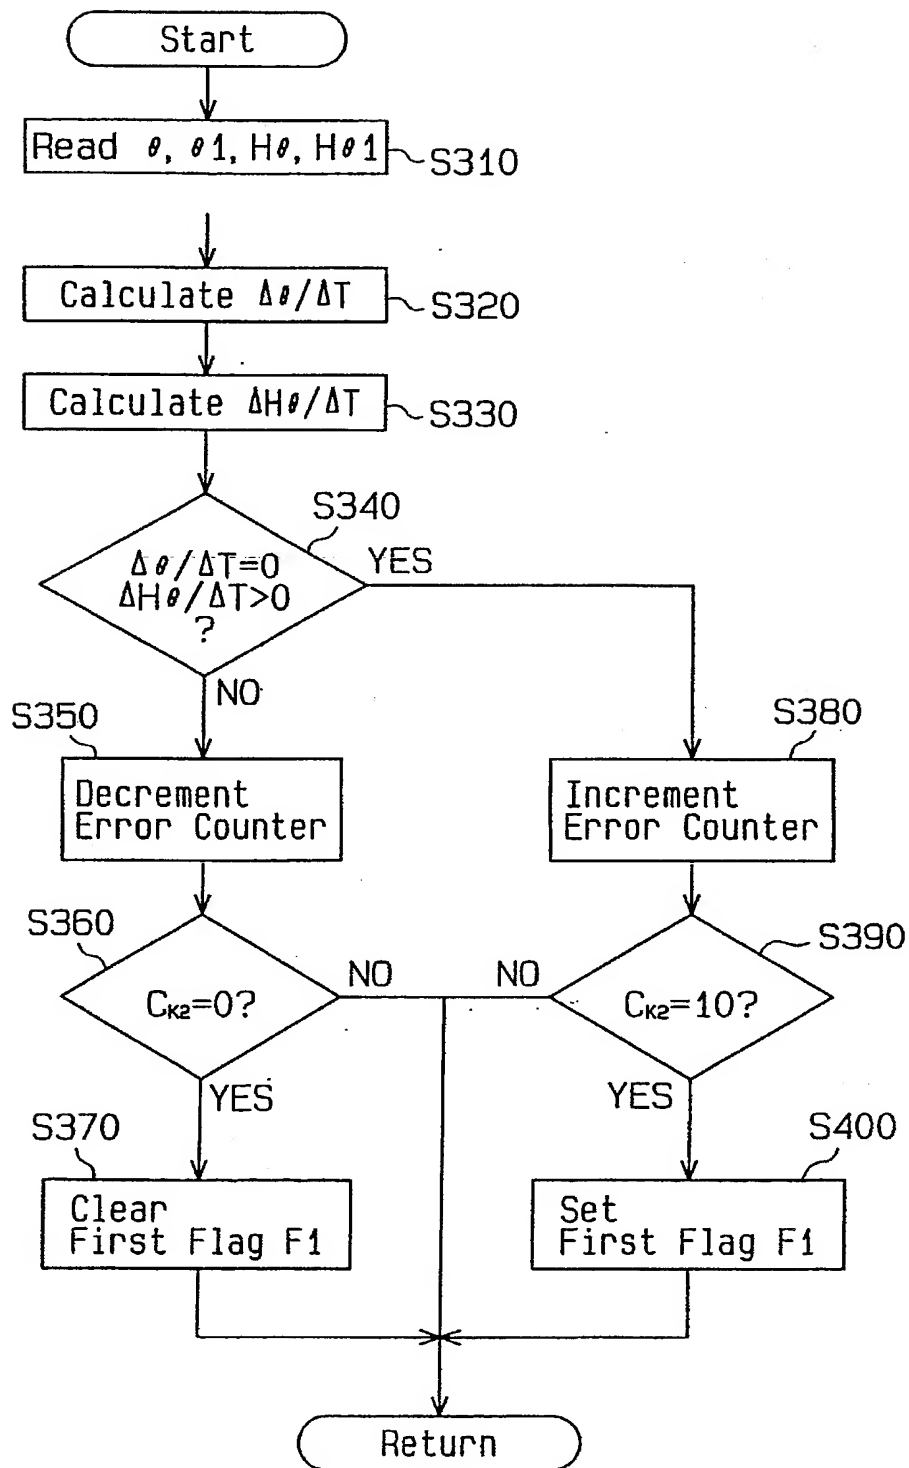 Start
Read θ, θ1, Hθ, Hθ1
S310
Calculate Δθ/ΔT
S320
Calculate ΔHθ/ΔT
S330
S340
Δθ/ΔT=0
ΔHθ/ΔT>0
?
YES
NO
S350
Decrement
Error Counter
S380
Increment
Error Counter
S360
CK2=0?
NO
YES
S390
CK2=10?
NO
YES
S370
Clear
First Flag F1
S400
Set
First Flag F1
Return